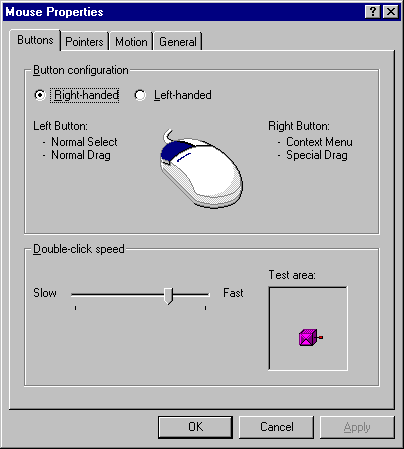 Mouse Properties
Buttons Pointers Motion General
Button configuration
Right-handed Left-handed
Left Button:
- Normal Select
- Normal Drag
Right Button:
- Context Menu
- Special Drag
Double-click speed
Slow Fast
Test area:
OK Cancel Apply